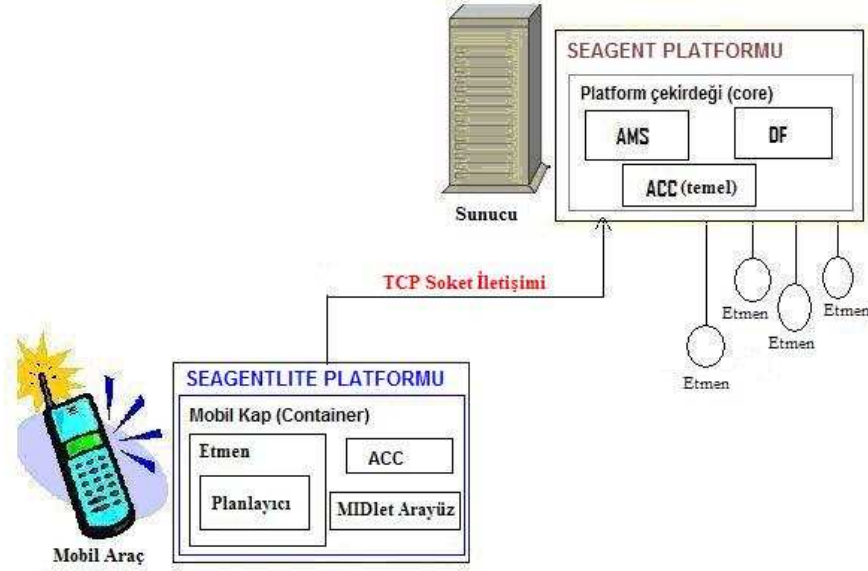 SEAGENT PLATFORMU
Platform çekirdeği (core)
AMS
DF
ACC (temel)
Sunucu
TCP Soket İletişimi
Etmen
Etmen
Etmen
Etmen
SEAGENTLITE PLATFORMU
Mobil Kap (Container)
Etmen
ACC
Planlayıcı
MIDlet Arayüz
Mobil Araç